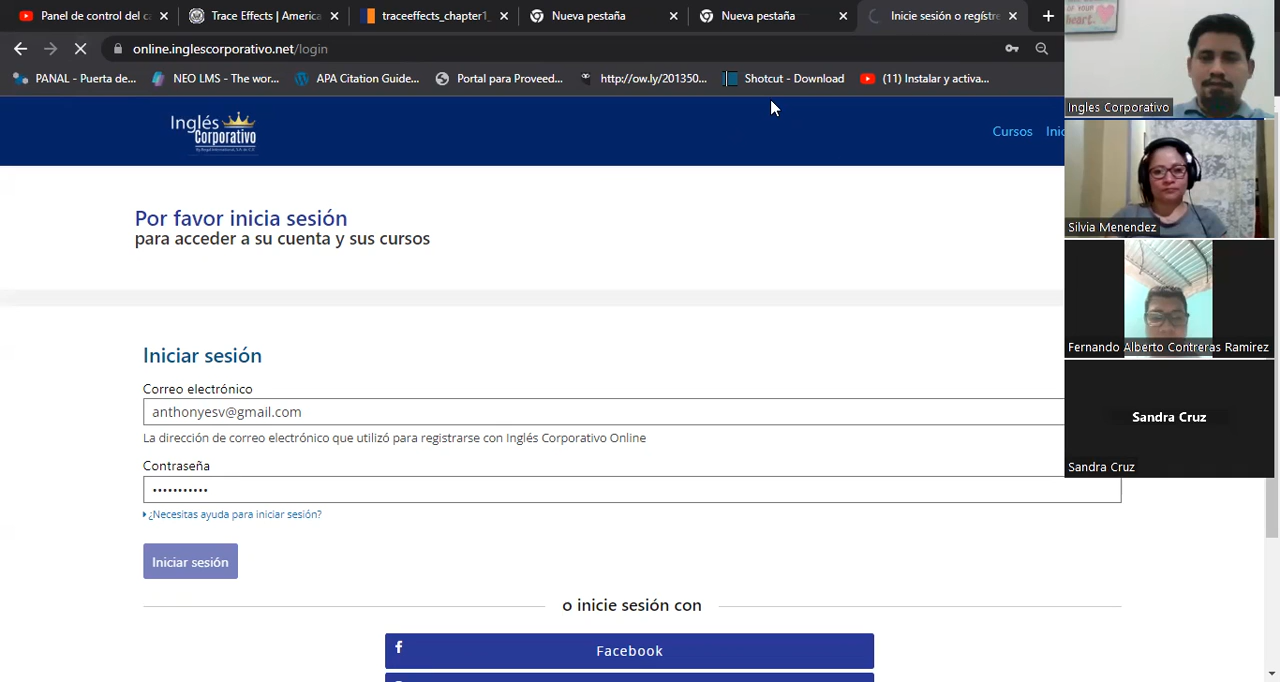 Panel de control del ca
Trace Effects | America
traceeffects_chapter1_
Nueva pestaña
Nueva pestaña
Inicie sesión o regístre
online.inglescorporativo.net/login
PANAL - Puerta de...
NEO LMS - The wor...
APA Citation Guide...
Portal para Proveed...
http://ow.ly/201350...
Shotcut - Download
(11) Instalar y activa...
Inglés
Corporativo
Cursos
Inic
Por favor inicia sesión
para acceder a su cuenta y sus cursos
Iniciar sesión
Correo electrónico
anthonyesv@gmail.com
La dirección de correo electrónico que utilizó para registrarse con Inglés Corporativo Online
Contraseña
•••••••••••
¿Necesitas ayuda para iniciar sesión?
Iniciar sesión
o inicie sesión con
Facebook
heart.
Ingles Corporativo
Silvia Menendez
Fernando Alberto Contreras Ramirez
Sandra Cruz
Sandra Cruz